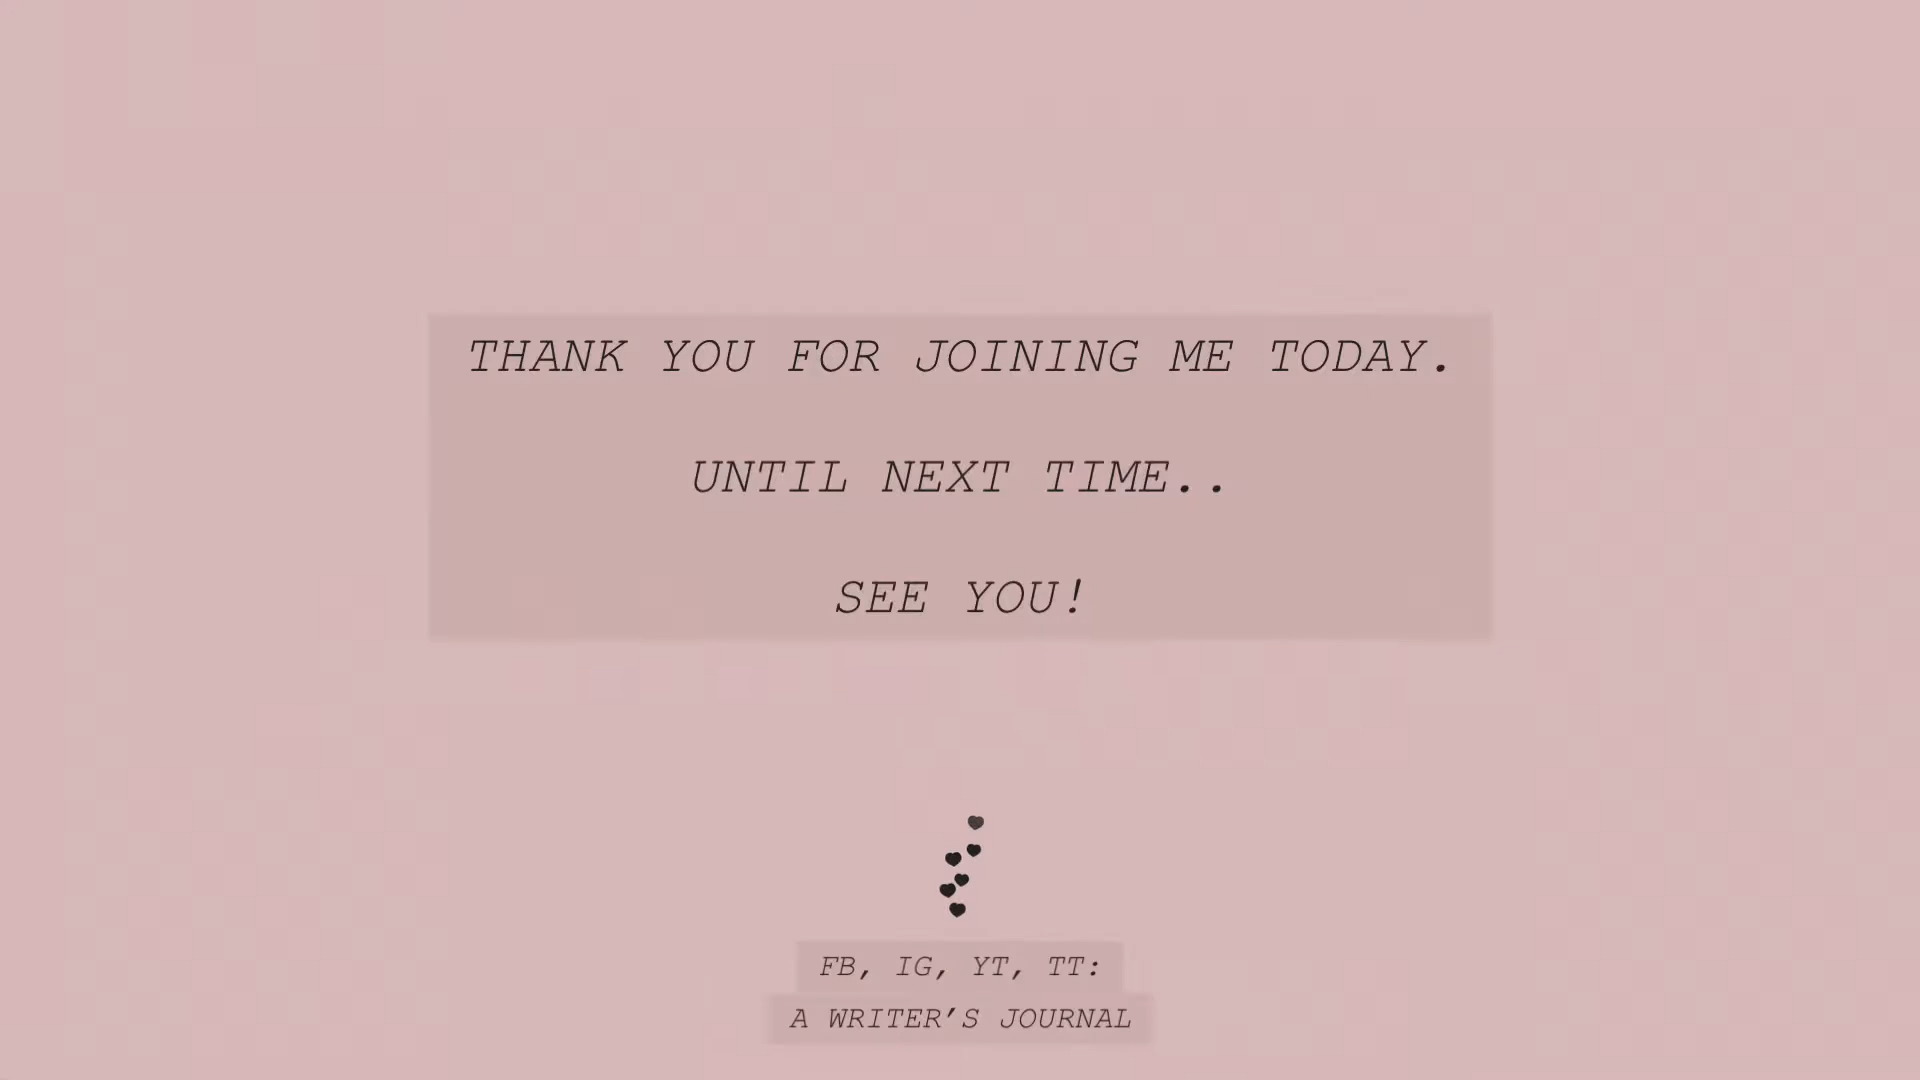 THANK YOU FOR JOINING ME TODAY.
UNTIL NEXT TIME..
SEE YOU!
FB, IG, YT, TT:
A WRITER'S JOURNAL